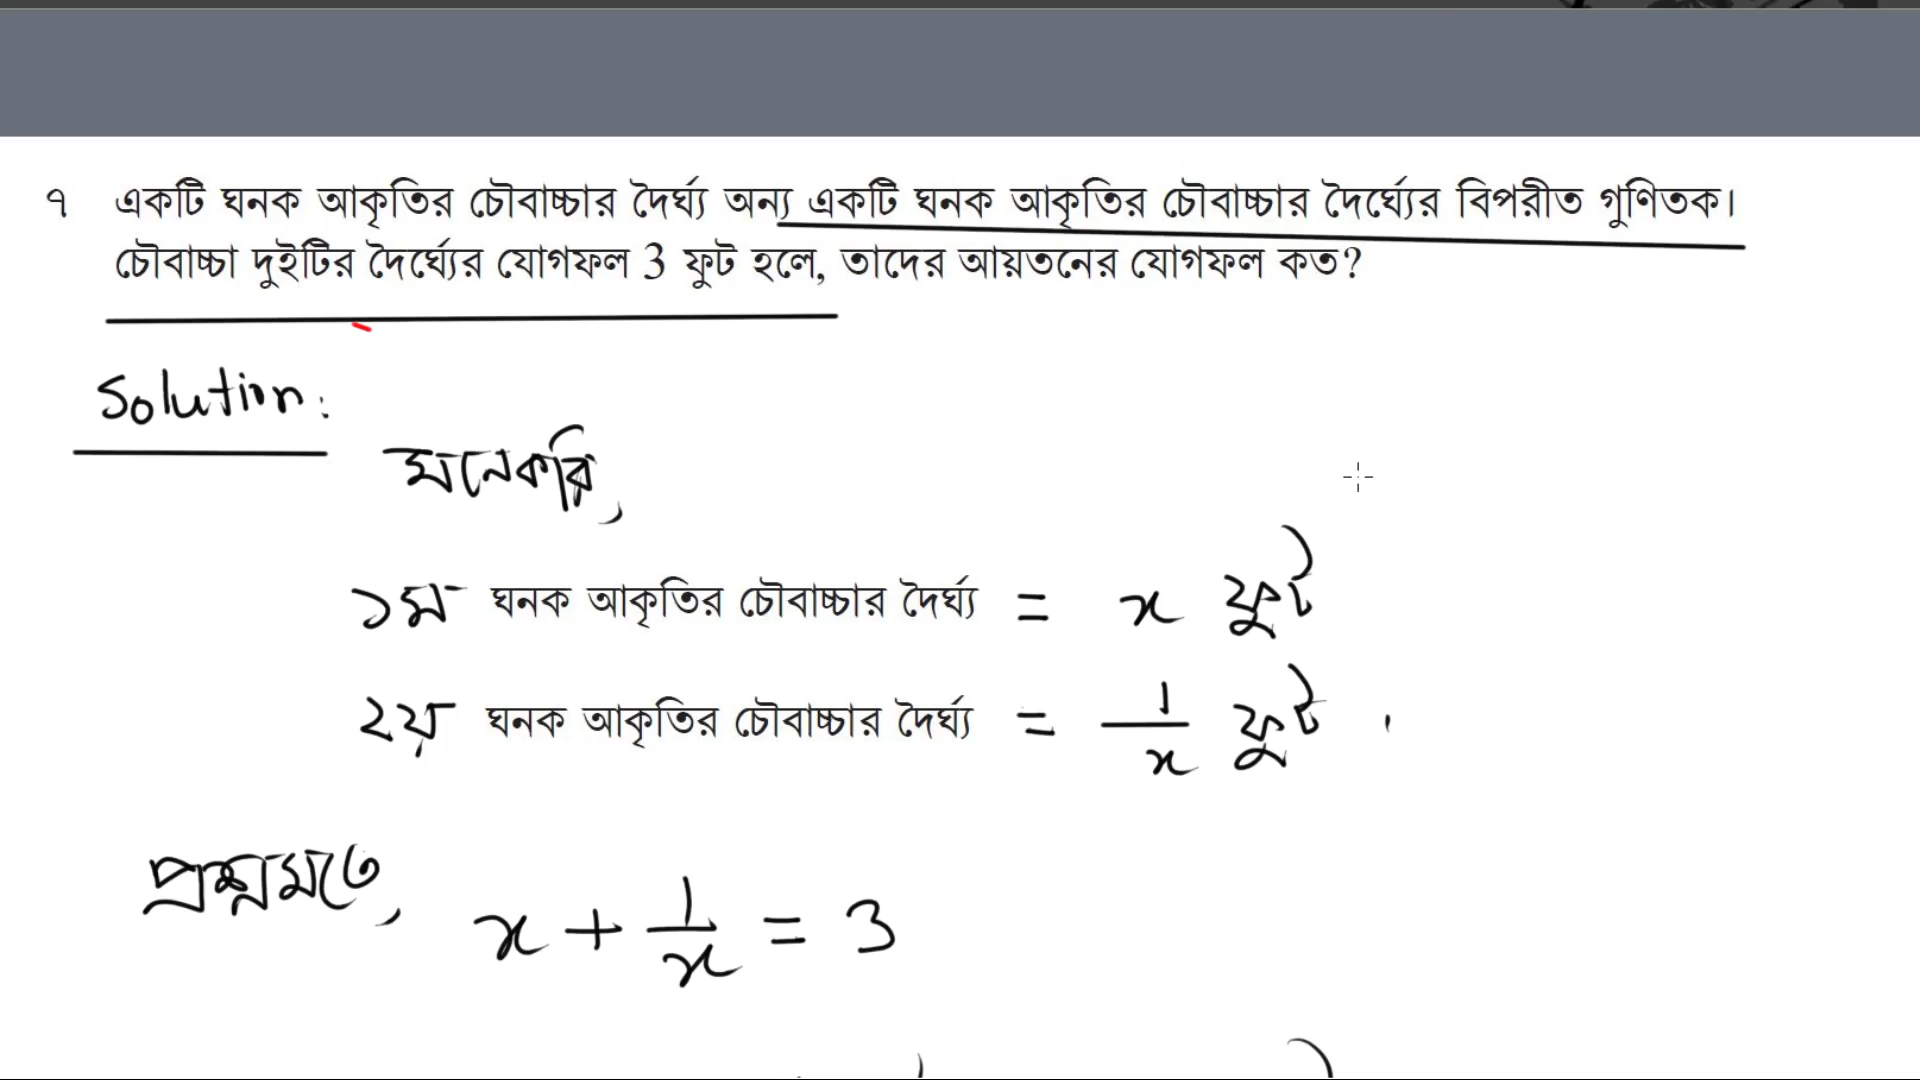 ৭ একটি ঘনক আকৃতির চৌবাচ্চার দৈর্ঘ্য অন্য একটি ঘনক আকৃতির চৌবাচ্চার দৈর্ঘ্যের বিপরীত গুণিতক।
চৌবাচ্চা দুইটির দৈর্ঘ্যের যোগফল 3 ফুট হলে, তাদের আয়তনের যোগফল কত?
Solution:
মনেকরি,
১ম ঘনক আকৃতির চৌবাচ্চার দৈর্ঘ্য = x ফুট
২য় ঘনক আকৃতির চৌবাচ্চার দৈর্ঘ্য = 1/x ফুট .
প্রশ্নমতে, x + 1/x = 3